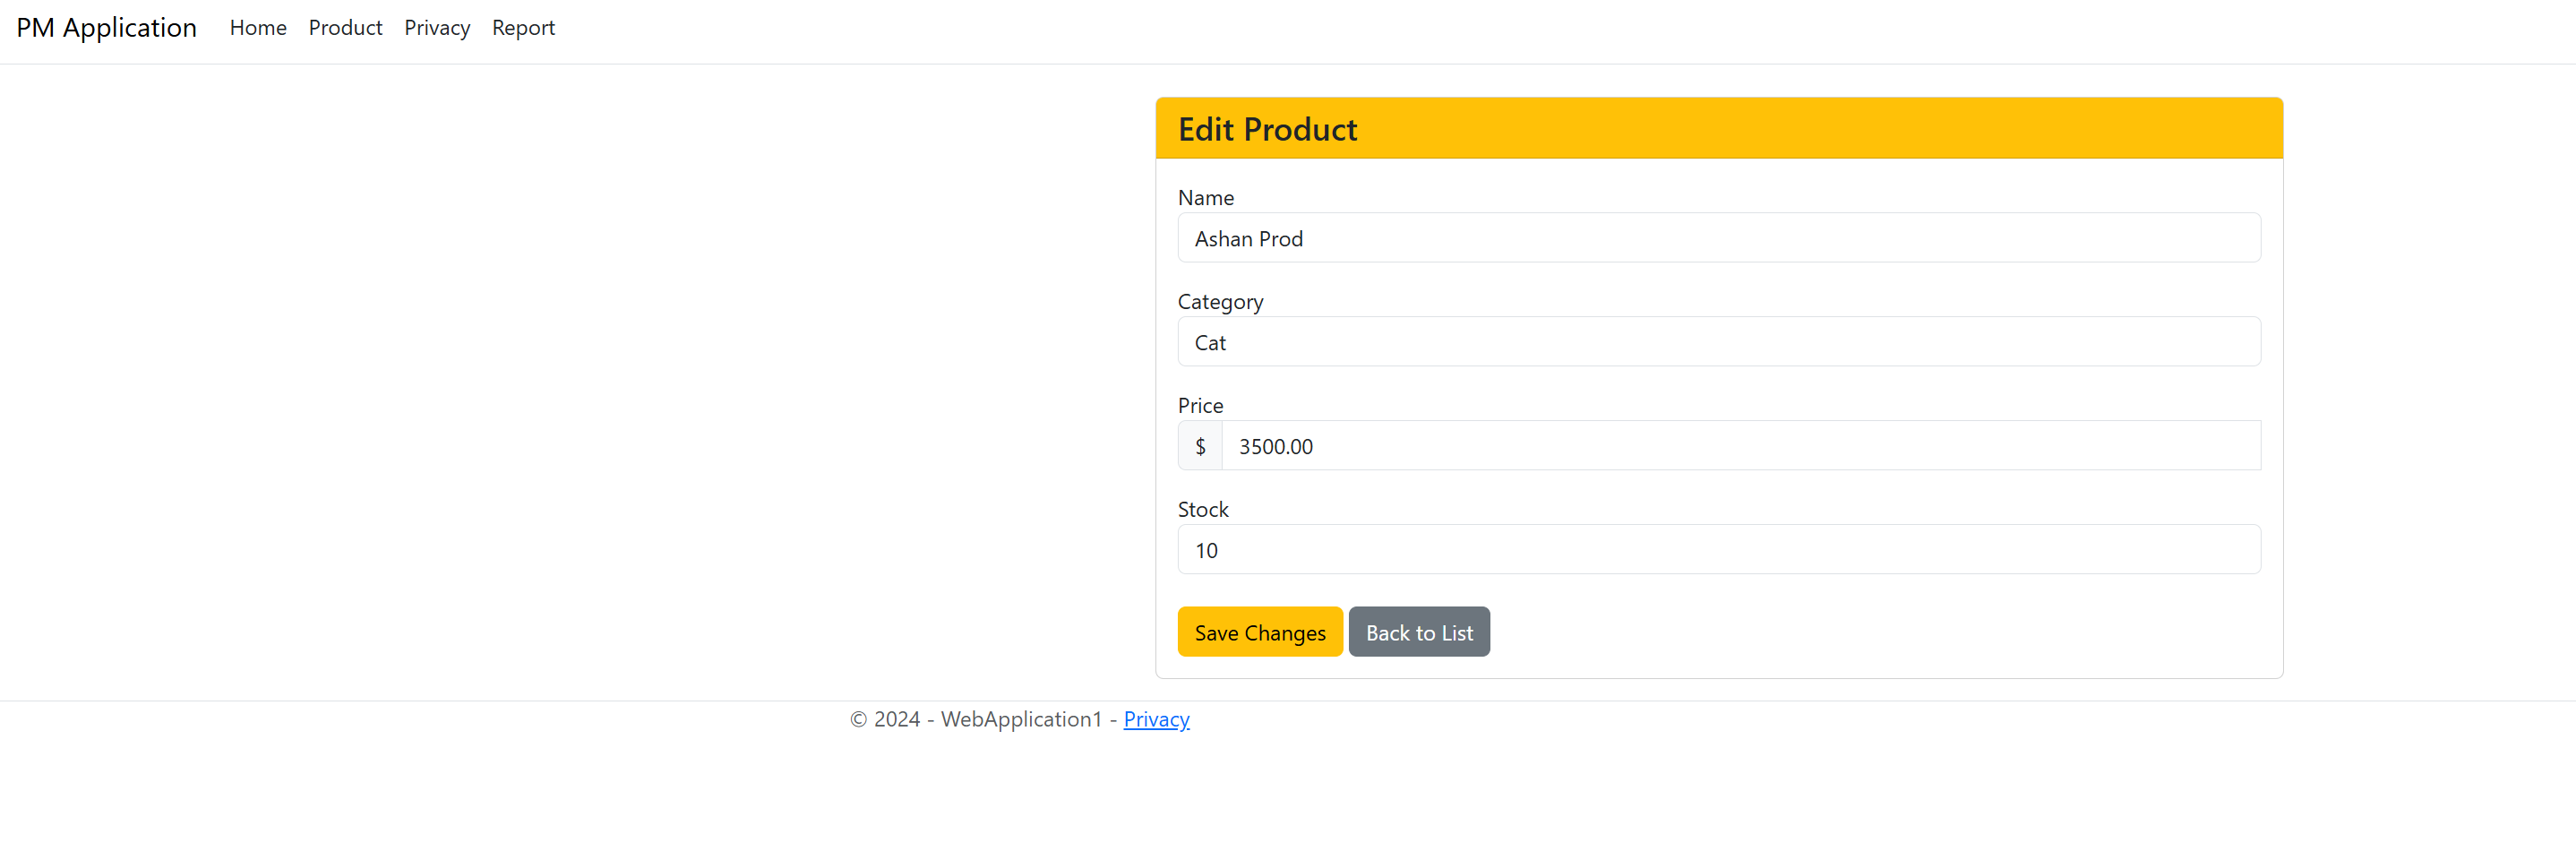 PM Application Home Product Privacy Report
Edit Product
Name
Ashan Prod
Category
Cat
Price
$ 3500.00
Stock
10
Save Changes Back to List
© 2024 - WebApplication1 - Privacy